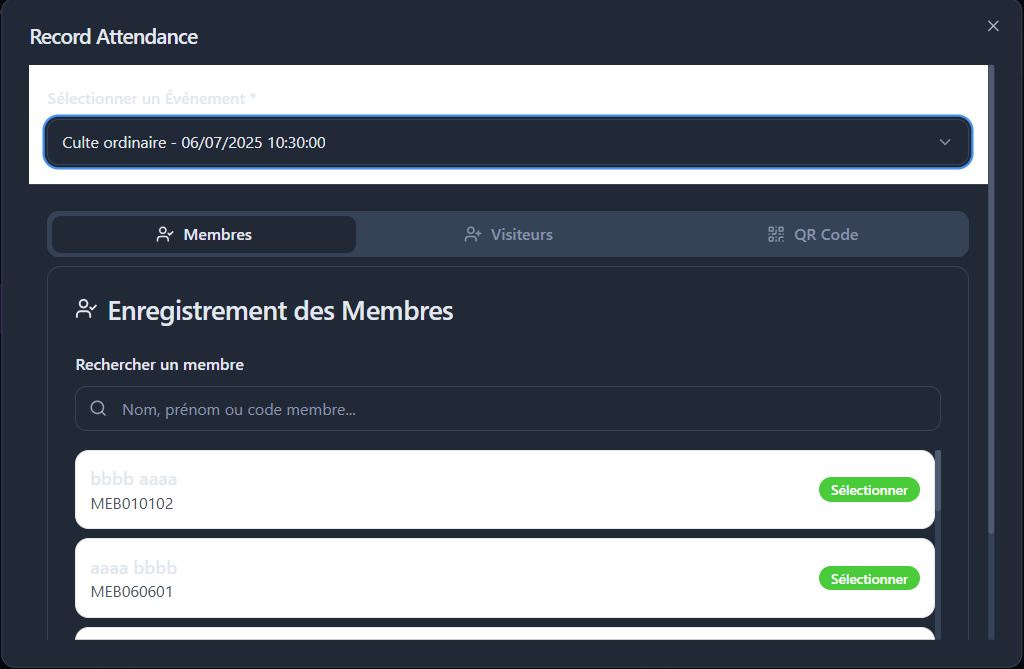 Record Attendance
Sélectionner un Événement *
Culte ordinaire - 06/07/2025 10:30:00
Membres
Visiteurs
QR Code
Enregistrement des Membres
Rechercher un membre
Nom, prénom ou code membre...
bbbb aaaa
MEB010102
Sélectionner
aaaa bbbb
MEB060601
Sélectionner